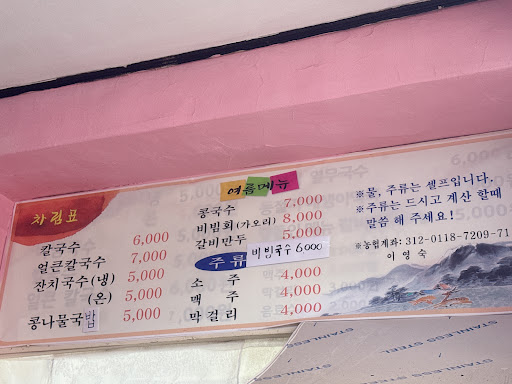 차림표
칼국수 6,000
얼큰칼국수 7,000
잔치국수(냉) 5,000
(온) 5,000
콩나물국밥 5,000
여름메뉴
콩국수 7,000
비빔회(가오리) 8,000
갈비만두 5,000
비빔국수 6,000
주류
소주 4,000
맥주 4,000
막걸리 4,000
※물, 주류는 셀프입니다.
※주류는 드시고 계산 할때
말씀 해 주세요!
※농협계좌: 312-0118-7209-71
이영숙
STAINLESS STEEL
STAINLESS STEEL